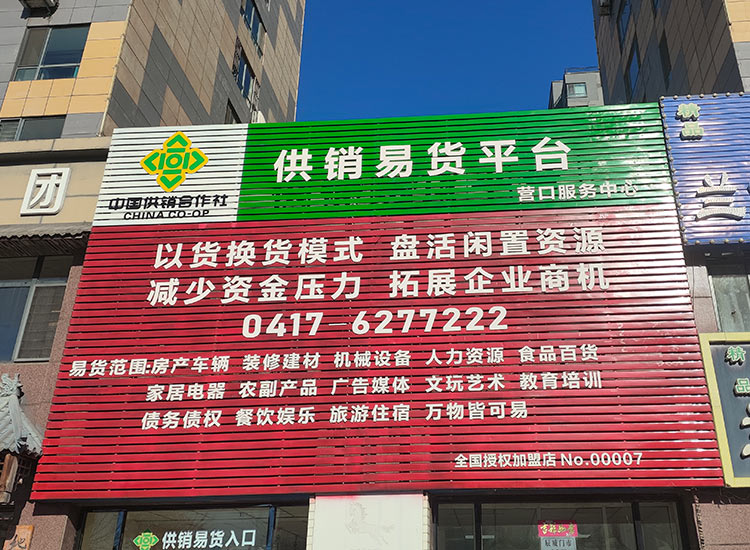 供销易货平台
营口服务中心
中国供销合作社
CHINA CO-OP
以货换货模式 盘活闲置资源
减少资金压力 拓展企业商机
0417-6277222
易货范围:房产车辆 装修建材 机械设备 人力资源 食品百货
家居电器 农副产品 广告媒体 文玩艺术 教育培训
债务债权 餐饮娱乐 旅游住宿 万物皆可易
全国授权加盟店 No.00007
供销易货入口
团
精品
兰
精品